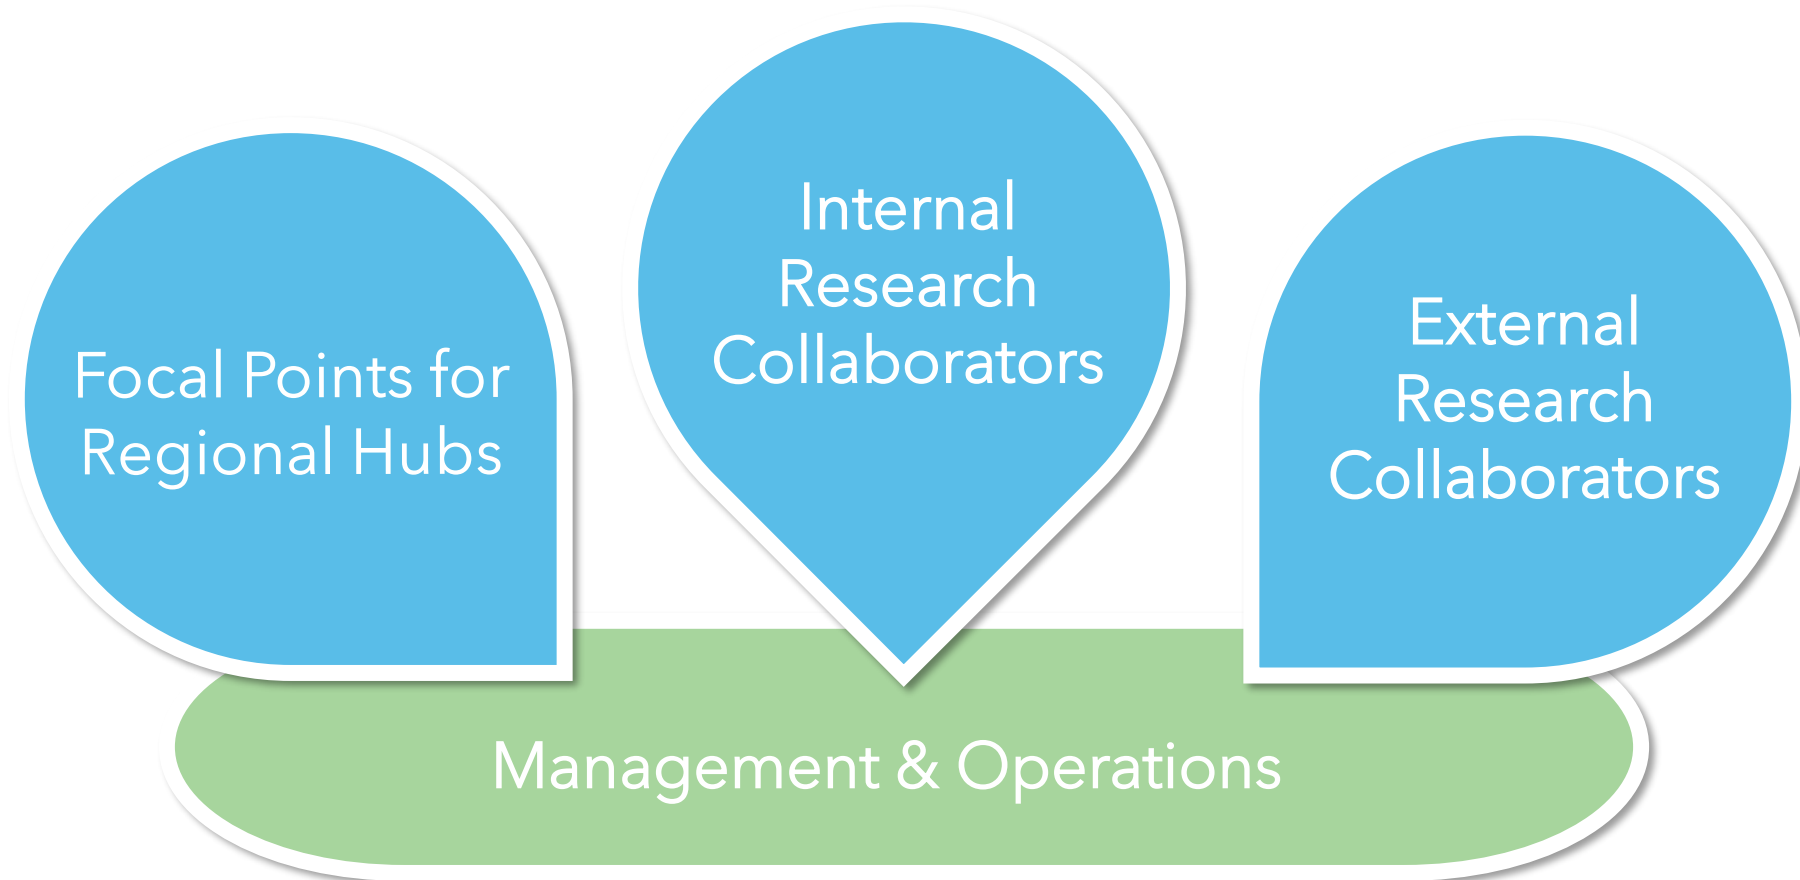 Internal
Research
Collaborators
Focal Points for
Regional Hubs
External
Research
Collaborators
Management & Operations